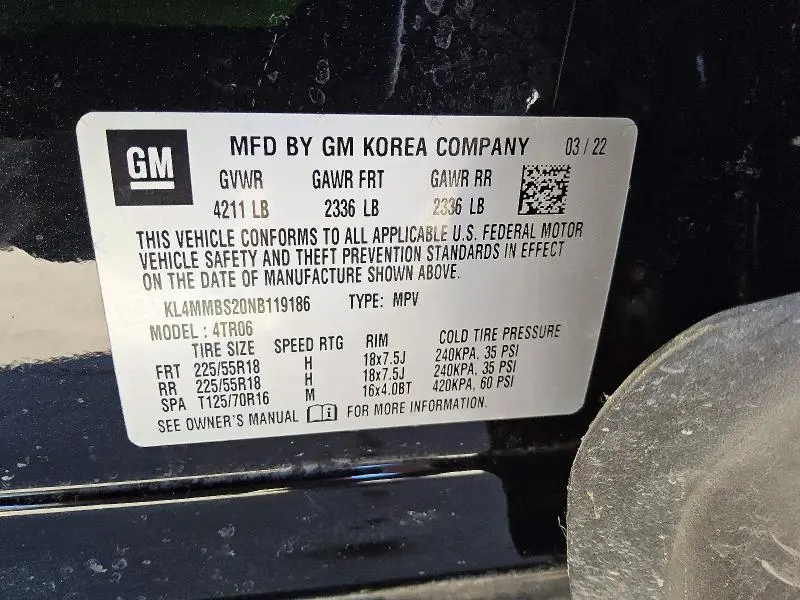 GM
MFD BY GM KOREA COMPANY 03 / 22
GVWR GAWR FRT GAWR RR
4211 LB 2336 LB 2336 LB
THIS VEHICLE CONFORMS TO ALL APPLICABLE U.S. FEDERAL MOTOR
VEHICLE SAFETY AND THEFT PREVENTION STANDARDS IN EFFECT
ON THE DATE OF MANUFACTURE SHOWN ABOVE.
KL4MMBS20NB119186 TYPE: MPV
MODEL : 4TR06
TIRE SIZE SPEED RTG RIM COLD TIRE PRESSURE
FRT 225/55R18 H 18x7.5J 240KPA, 35 PSI
RR 225/55R18 H 18x7.5J 240KPA, 35 PSI
SPA T125/70R16 M 16x4.0BT 420KPA, 60 PSI
SEE OWNER'S MANUAL FOR MORE INFORMATION.